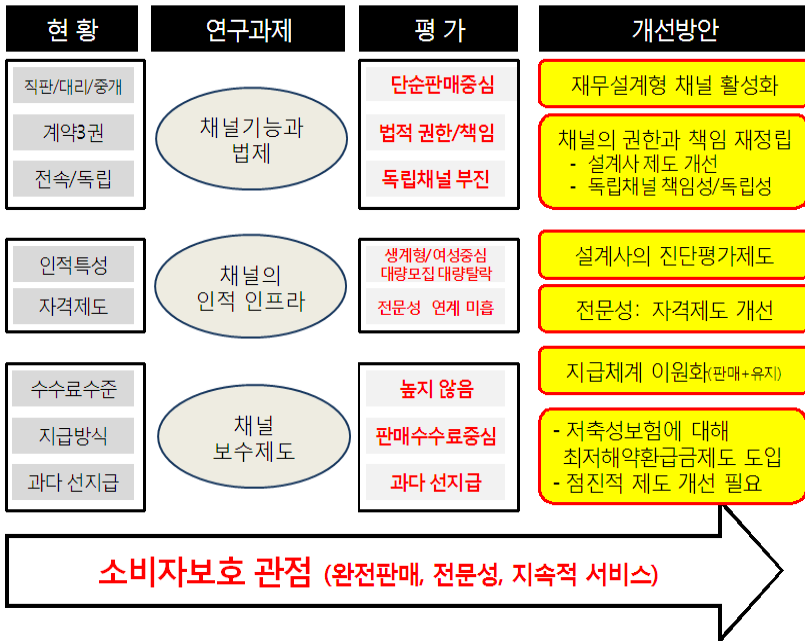 현 황
연구과제
평 가
개선방안
직판/대리/중개
계약3권
전속/독립
채널기능과
법제
단순판매중심
법적 권한/책임
독립채널 부진
재무설계형 채널 활성화
채널의 권한과 책임 재정립
- 설계사 제도 개선
- 독립채널 책임성/독립성
인적특성
자격제도
채널의
인적 인프라
생계형/여성중심
대량모집 대량탈락
전문성 연계 미흡
설계사의 진단평가제도
전문성: 자격제도 개선
수수료수준
지급방식
과다 선지급
채널
보수제도
높지 않음
판매수수료중심
과다 선지급
지급체계 이원화(판매+유지)
- 저축성보험에 대해
최저해약환급금제도 도입
- 점진적 제도 개선 필요
소비자보호 관점 (완전판매, 전문성, 지속적 서비스)